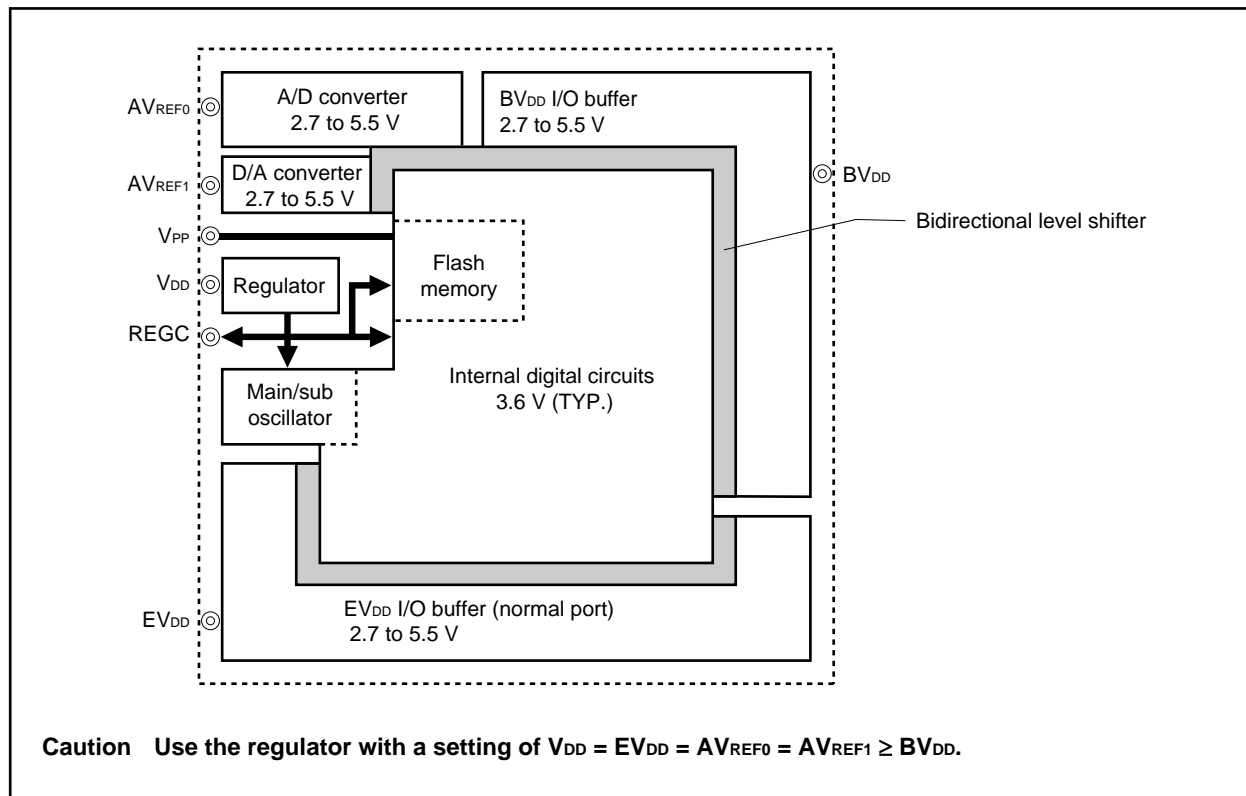 AVREF0
A/D converter
2.7 to 5.5 V
BVDD I/O buffer
2.7 to 5.5 V
AVREF1
D/A converter
2.7 to 5.5 V
BVDD
Bidirectional level shifter
VPP
Flash
memory
VDD
Regulator
REGC
Internal digital circuits
3.6 V (TYP.)
Main/sub
oscillator
EVDD
EVDD I/O buffer (normal port)
2.7 to 5.5 V
Caution Use the regulator with a setting of VDD = EVDD = AVREF0 = AVREF1 ≥ BVDD.